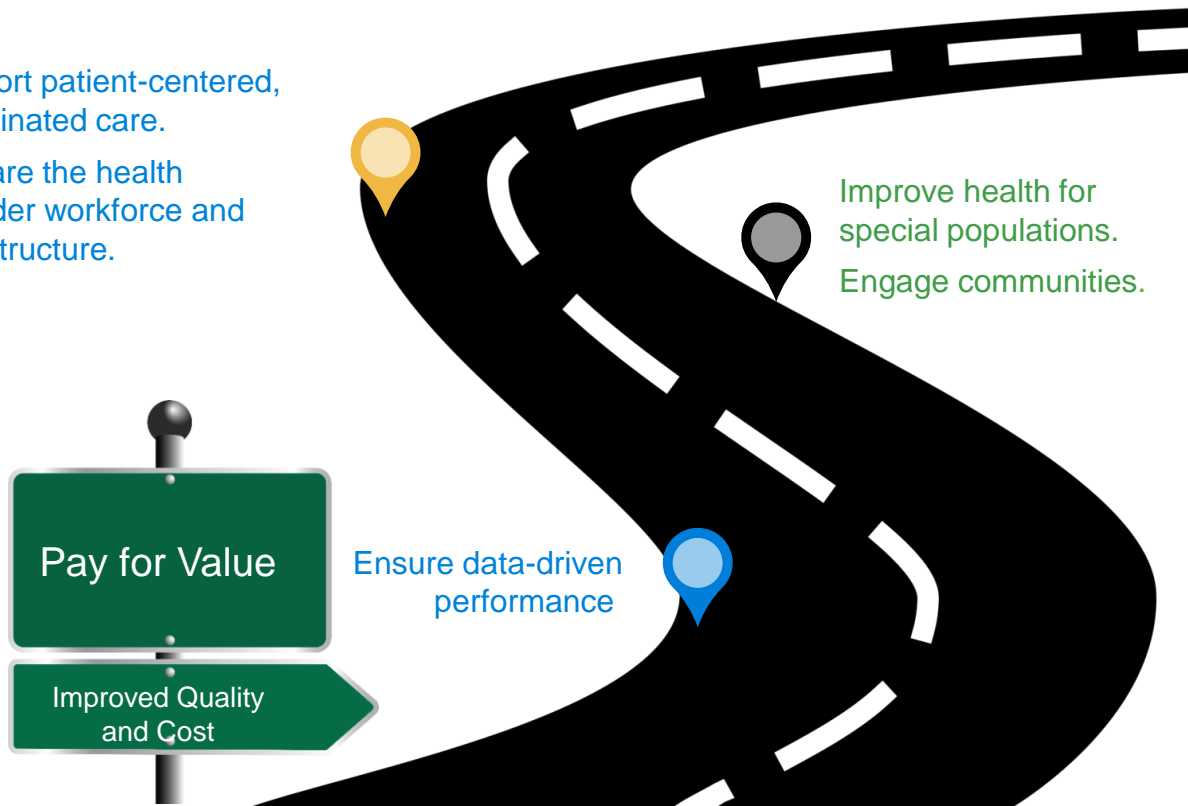 ort patient-centered,
inated care.
are the health
der workforce and
structure.
Improve health for
special populations.
Engage communities.
Pay for Value
Ensure data-driven
performance
Improved Quality
and Cost